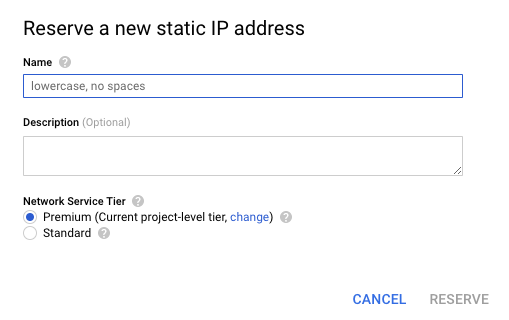 Reserve a new static IP address
Name ?
lowercase, no spaces
Description (Optional)
Network Service Tier ?
Premium (Current project-level tier, change) ?
Standard ?
CANCEL RESERVE